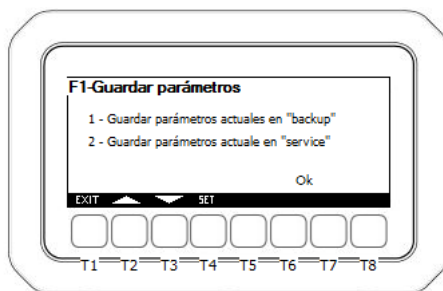 F1-Guardar parámetros
1 - Guardar parámetros actuales en "backup"
2 - Guardar parámetros actuale en "service"
Ok
EXIT SET
T1 T2 T3 T4 T5 T6 T7 T8